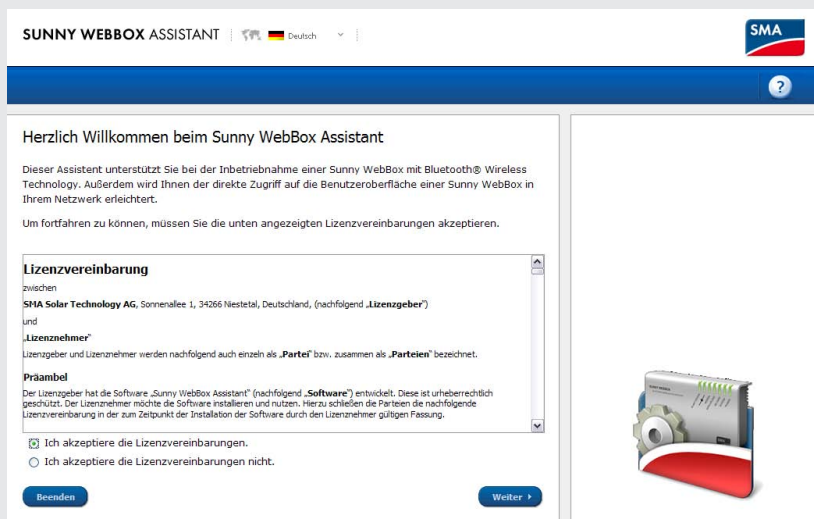 SUNNY WEBBOX ASSISTANT
Deutsch
SMA
?
Herzlich Willkommen beim Sunny WebBox Assistant
Dieser Assistent unterstützt Sie bei der Inbetriebnahme einer Sunny WebBox mit Bluetooth® Wireless
Technology. Außerdem wird Ihnen der direkte Zugriff auf die Benutzeroberfläche einer Sunny WebBox in
Ihrem Netzwerk erleichtert.
Um fortfahren zu können, müssen Sie die unten angezeigten Lizenzvereinbarungen akzeptieren.
Lizenzvereinbarung
zwischen
SMA Solar Technology AG, Sonnenallee 1, 34266 Niestetal, Deutschland, (nachfolgend „Lizenzgeber“)
und
„Lizenznehmer“
Lizenzgeber und Lizenznehmer werden nachfolgend auch einzeln als „Partei“ bzw. zusammen als „Parteien“ bezeichnet.
Präambel
Der Lizenzgeber hat die Software „Sunny WebBox Assistant“ (nachfolgend „Software“) entwickelt. Diese ist urheberrechtlich
geschützt. Der Lizenznehmer möchte die Software installieren und nutzen. Hierzu schließen die Parteien die nachfolgende
Lizenzvereinbarung in der zum Zeitpunkt der Installation der Software durch den Lizenznehmer gültigen Fassung.
Ich akzeptiere die Lizenzvereinbarungen.
Ich akzeptiere die Lizenzvereinbarungen nicht.
Beenden
Weiter